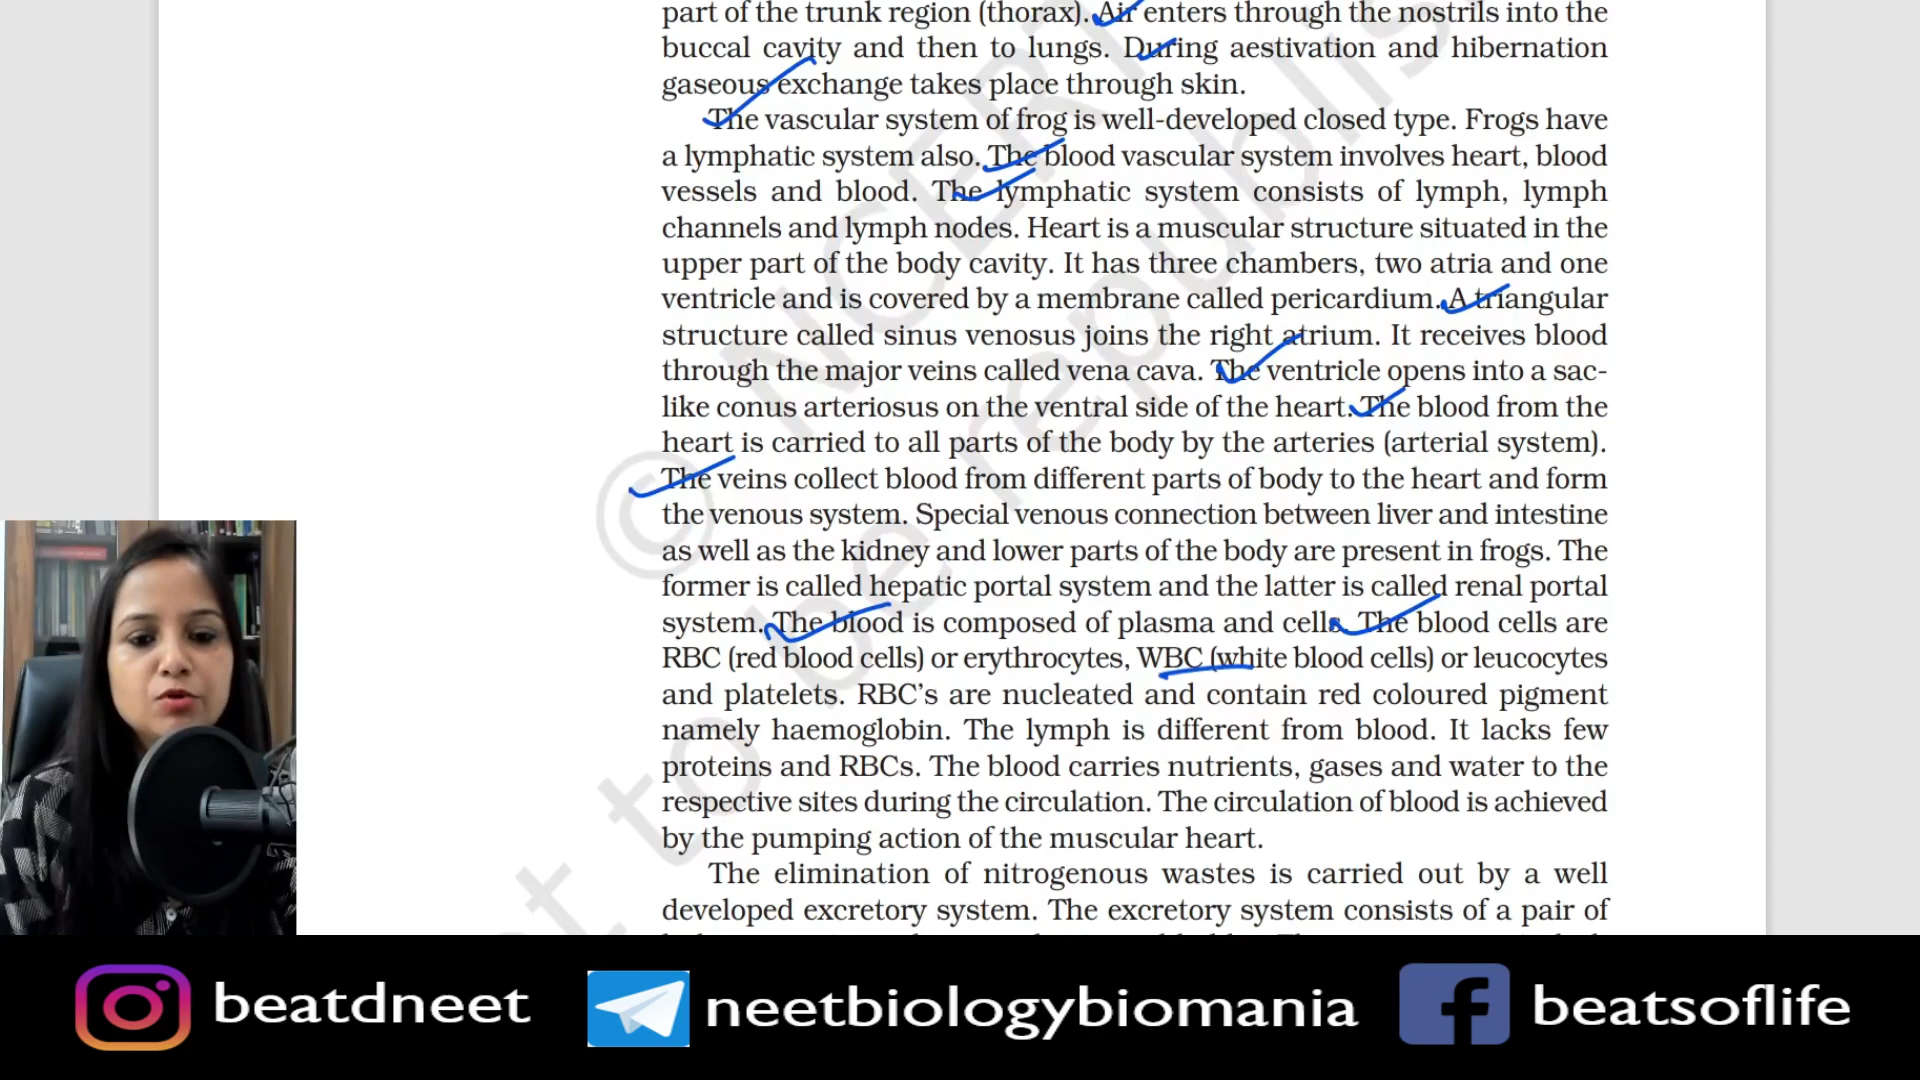 part of the trunk region (thorax). Air enters through the nostrils into the
buccal cavity and then to lungs. During aestivation and hibernation
gaseous exchange takes place through skin.
The vascular system of frog is well-developed closed type. Frogs have
a lymphatic system also. The blood vascular system involves heart, blood
vessels and blood. The lymphatic system consists of lymph, lymph
channels and lymph nodes. Heart is a muscular structure situated in the
upper part of the body cavity. It has three chambers, two atria and one
ventricle and is covered by a membrane called pericardium. A triangular
structure called sinus venosus joins the right atrium. It receives blood
through the major veins called vena cava. The ventricle opens into a sac-
like conus arteriosus on the ventral side of the heart. The blood from the
heart is carried to all parts of the body by the arteries (arterial system).
The veins collect blood from different parts of body to the heart and form
the venous system. Special venous connection between liver and intestine
as well as the kidney and lower parts of the body are present in frogs. The
former is called hepatic portal system and the latter is called renal portal
system. The blood is composed of plasma and cells. The blood cells are
RBC (red blood cells) or erythrocytes, WBC (white blood cells) or leucocytes
and platelets. RBC's are nucleated and contain red coloured pigment
namely haemoglobin. The lymph is different from blood. It lacks few
proteins and RBCs. The blood carries nutrients, gases and water to the
respective sites during the circulation. The circulation of blood is achieved
by the pumping action of the muscular heart.
The elimination of nitrogenous wastes is carried out by a well
developed excretory system. The excretory system consists of a pair of
© NCERT
t to be republis
beatdneet
neetbiologybiomania
beatsoflife